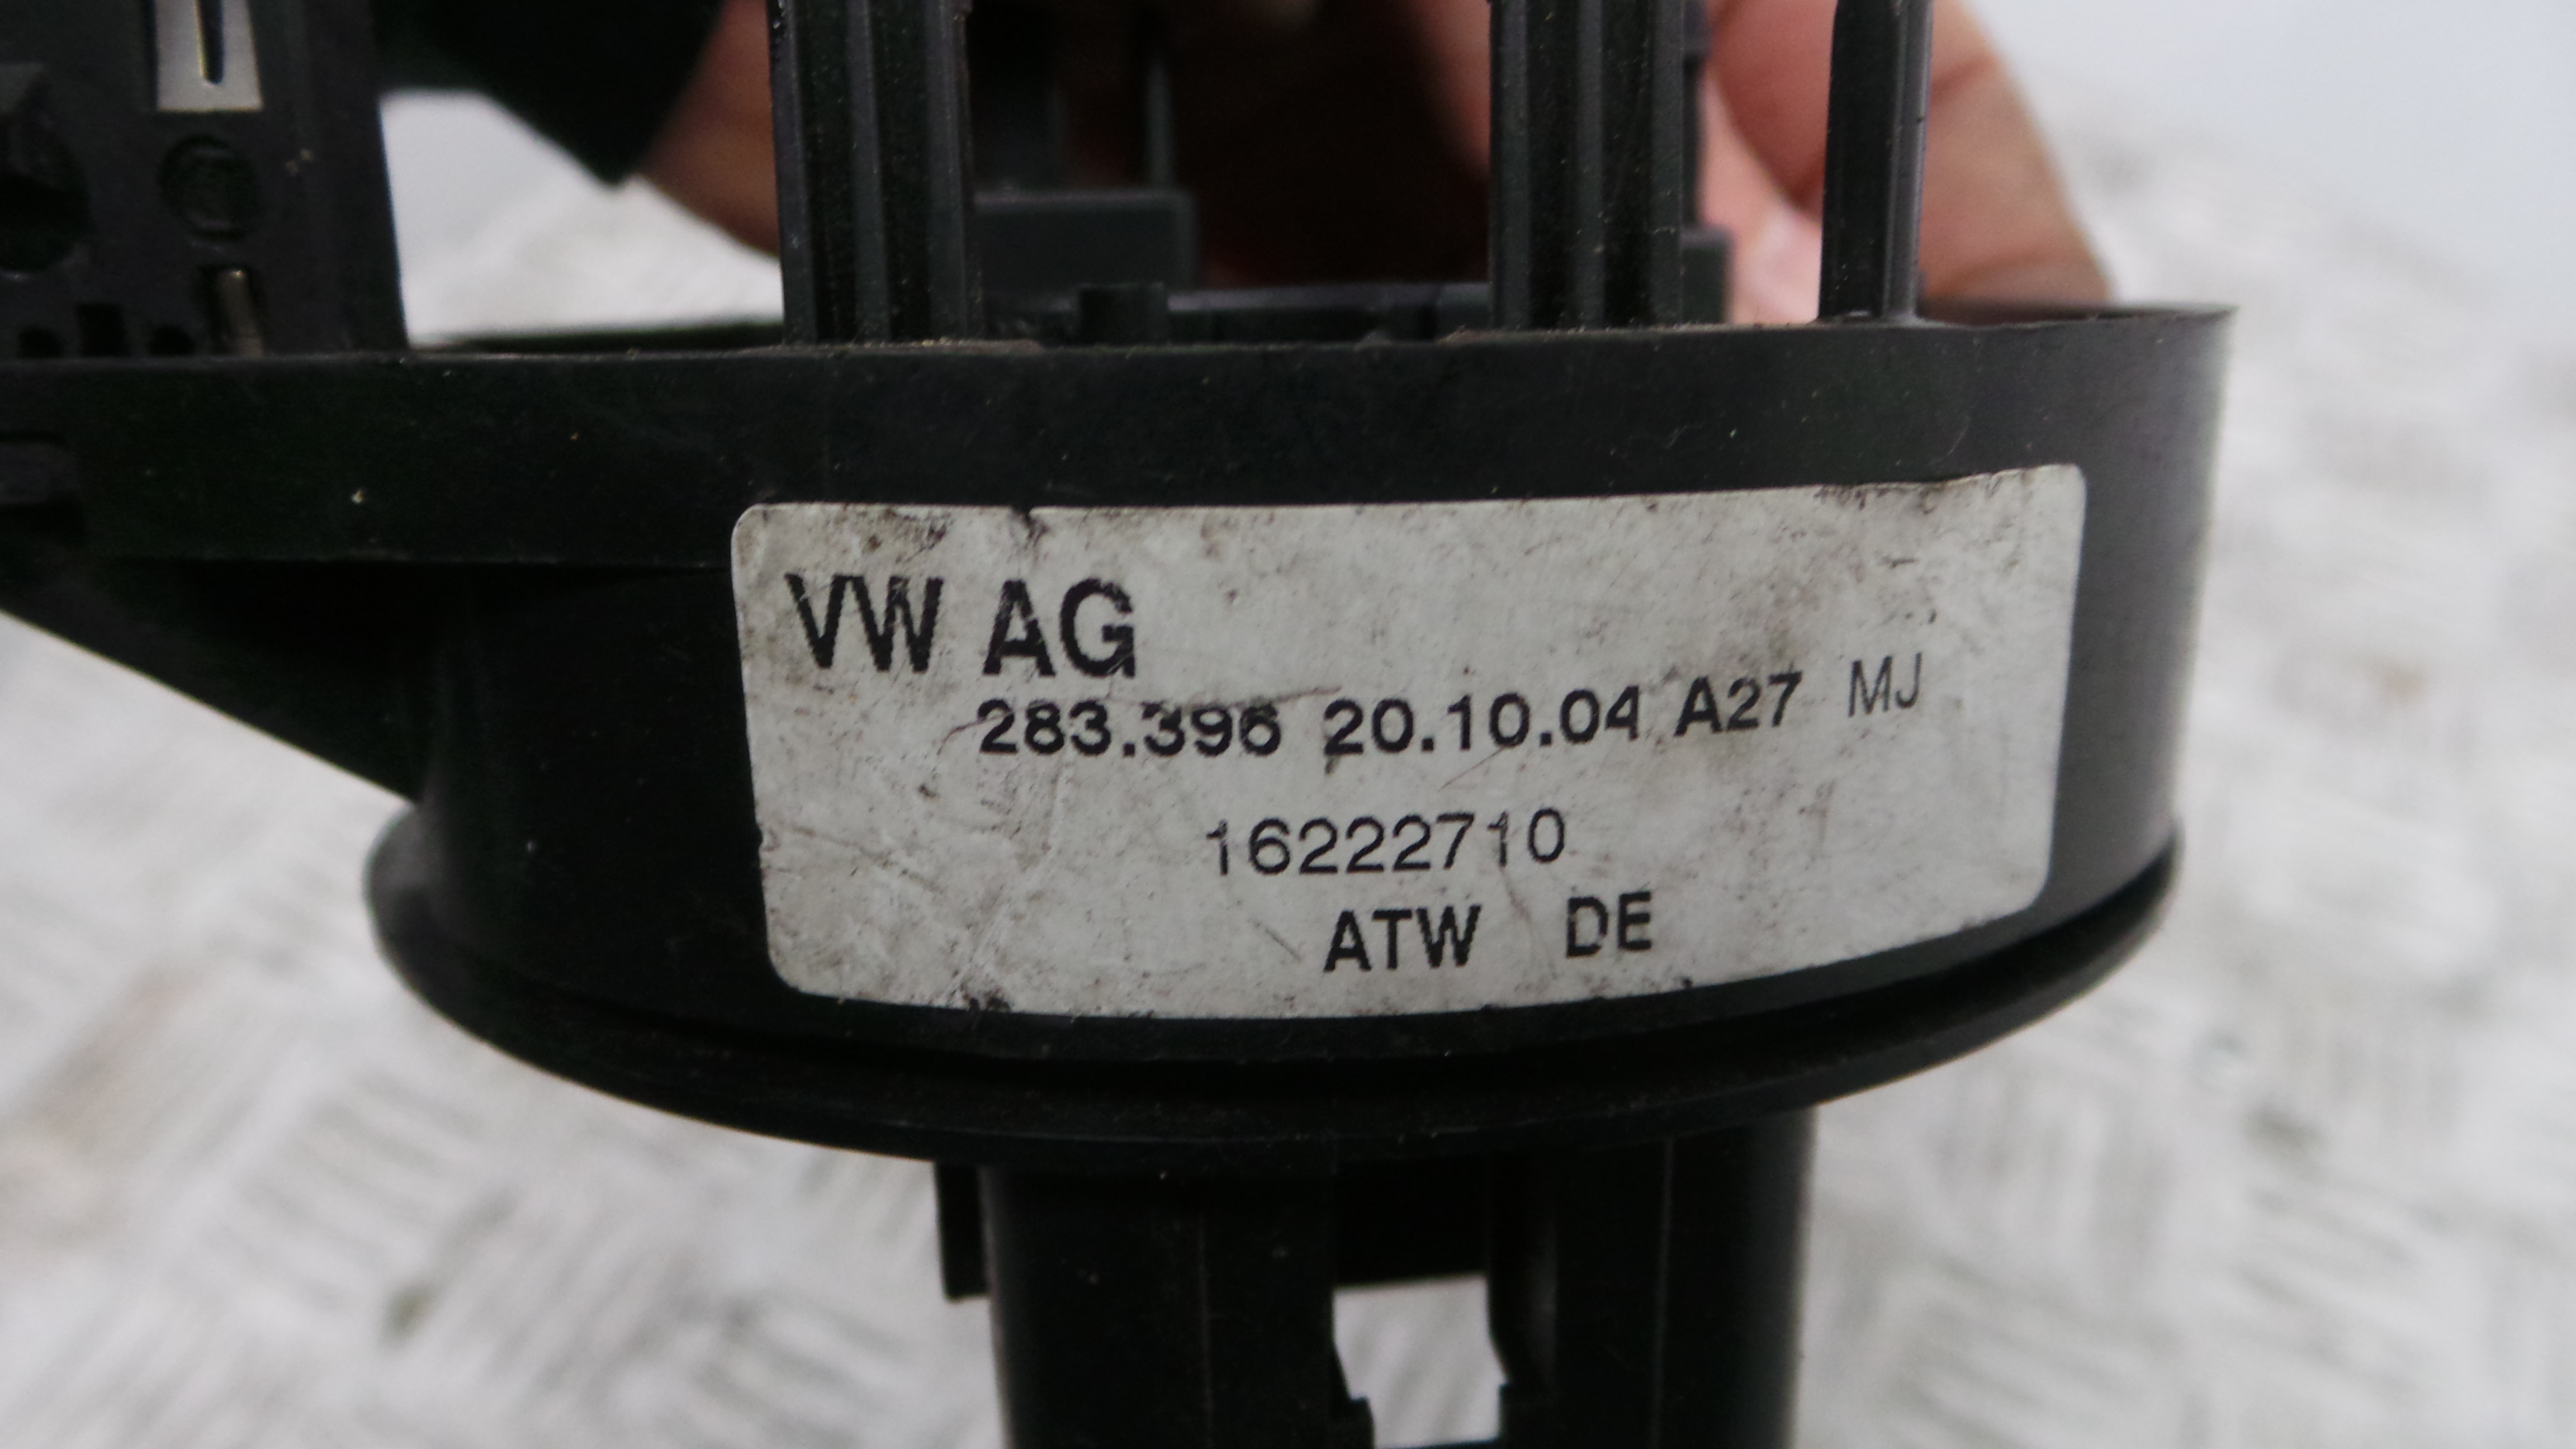 VW AG
283.396 20.10.04 A27 MJ
16222710
ATW DE